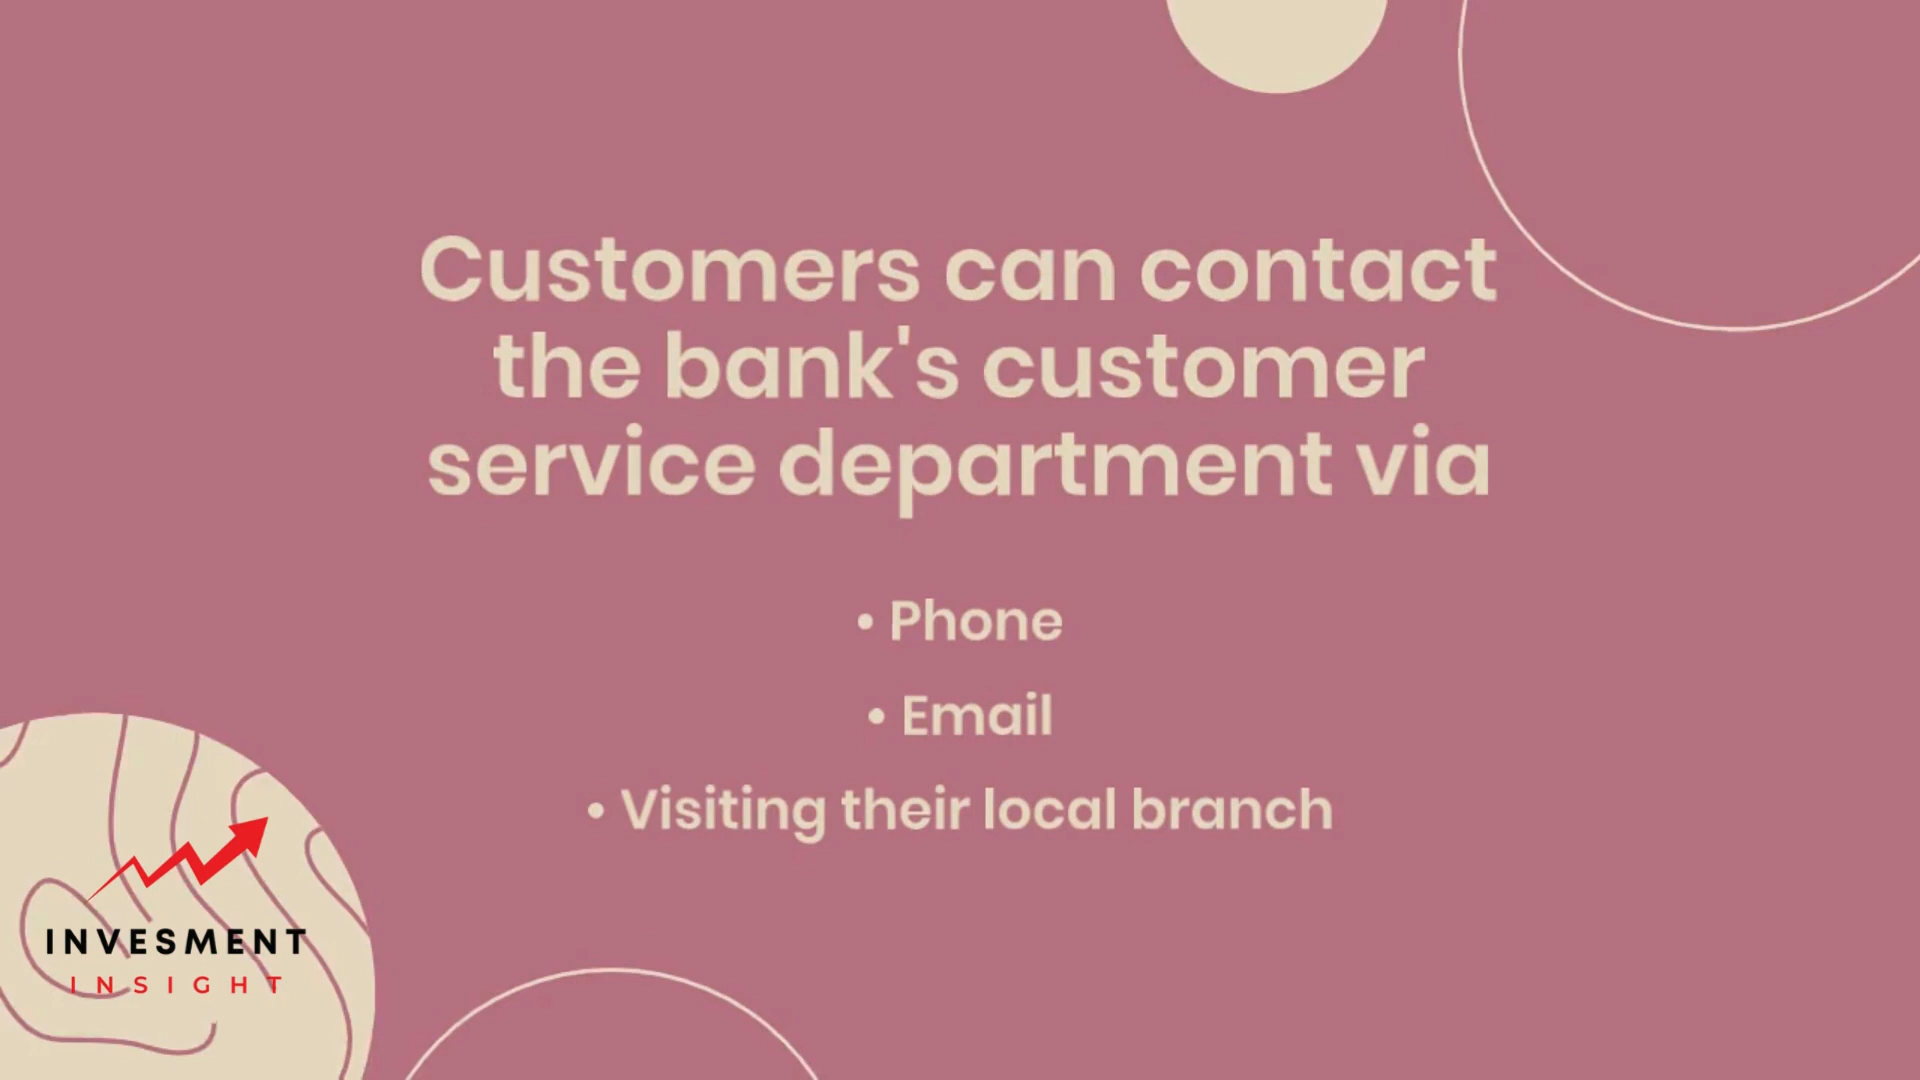 Customers can contact
the bank's customer
service department via
• Phone
• Email
• Visiting their local branch
INVESMENT
INSIGHT